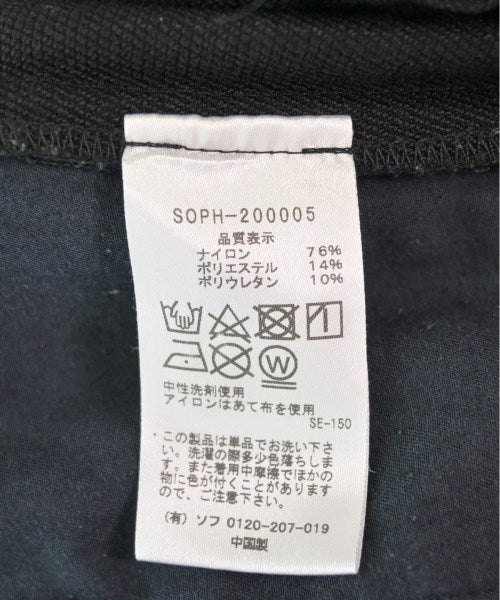 SOPH-200005
品質表示
ナイロン 76%
ポリエステル 14%
ポリウレタン 10%
W
中性洗剤使用
アイロンはあて布を使用
SE-150
・この製品は単品でお洗い下さ
い。洗濯の際多少色落ちしま
す。また着用中摩擦でほかの
物に色が付くことがあります
ので、ご注意下さい。
(有) ソフ 0120-207-019
中国製